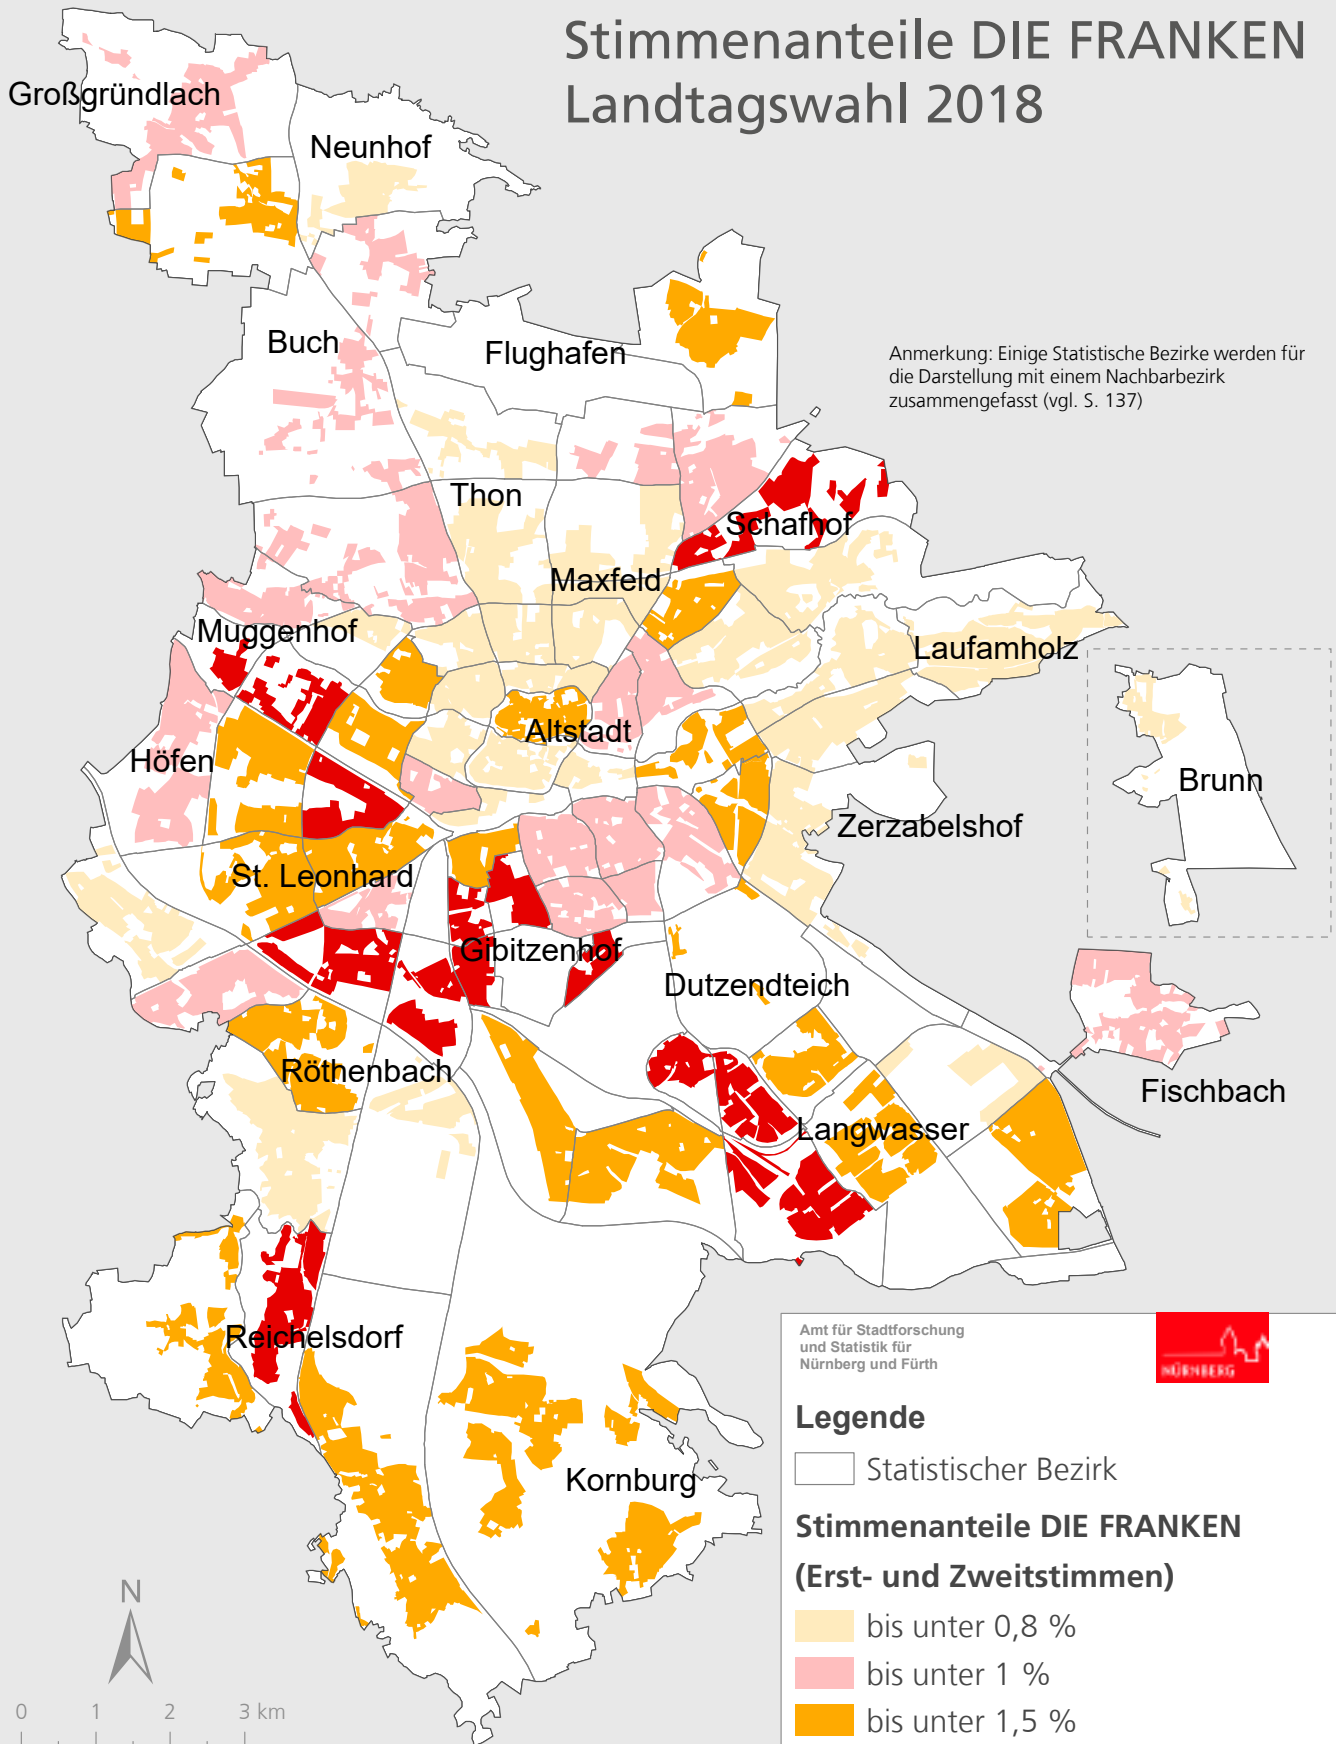 Stimmenanteile DIE FRANKEN
Landtagswahl 2018
Großgründlach
Neunhof
Buch
Flughafen
Anmerkung: Einige Statistische Bezirke werden für
die Darstellung mit einem Nachbarbezirk
zusammengefasst (vgl. S. 137)
Thon
Schafhof
Maxfeld
Muggenhof
Laufamholz
Altstadt
Höfen
Brunn
Zerzabelshof
St. Leonhard
Gibitzenhof
Dutzendteich
Röthenbach
Fischbach
Langwasser
Reichelsdorf
Kornburg
Amt für Stadtforschung
und Statistik für
Nürnberg und Fürth
NÜRNBERG
Legende
Statistischer Bezirk
Stimmenanteile DIE FRANKEN
(Erst- und Zweitstimmen)
bis unter 0,8 %
bis unter 1 %
bis unter 1,5 %
N
0 1 2 3 km